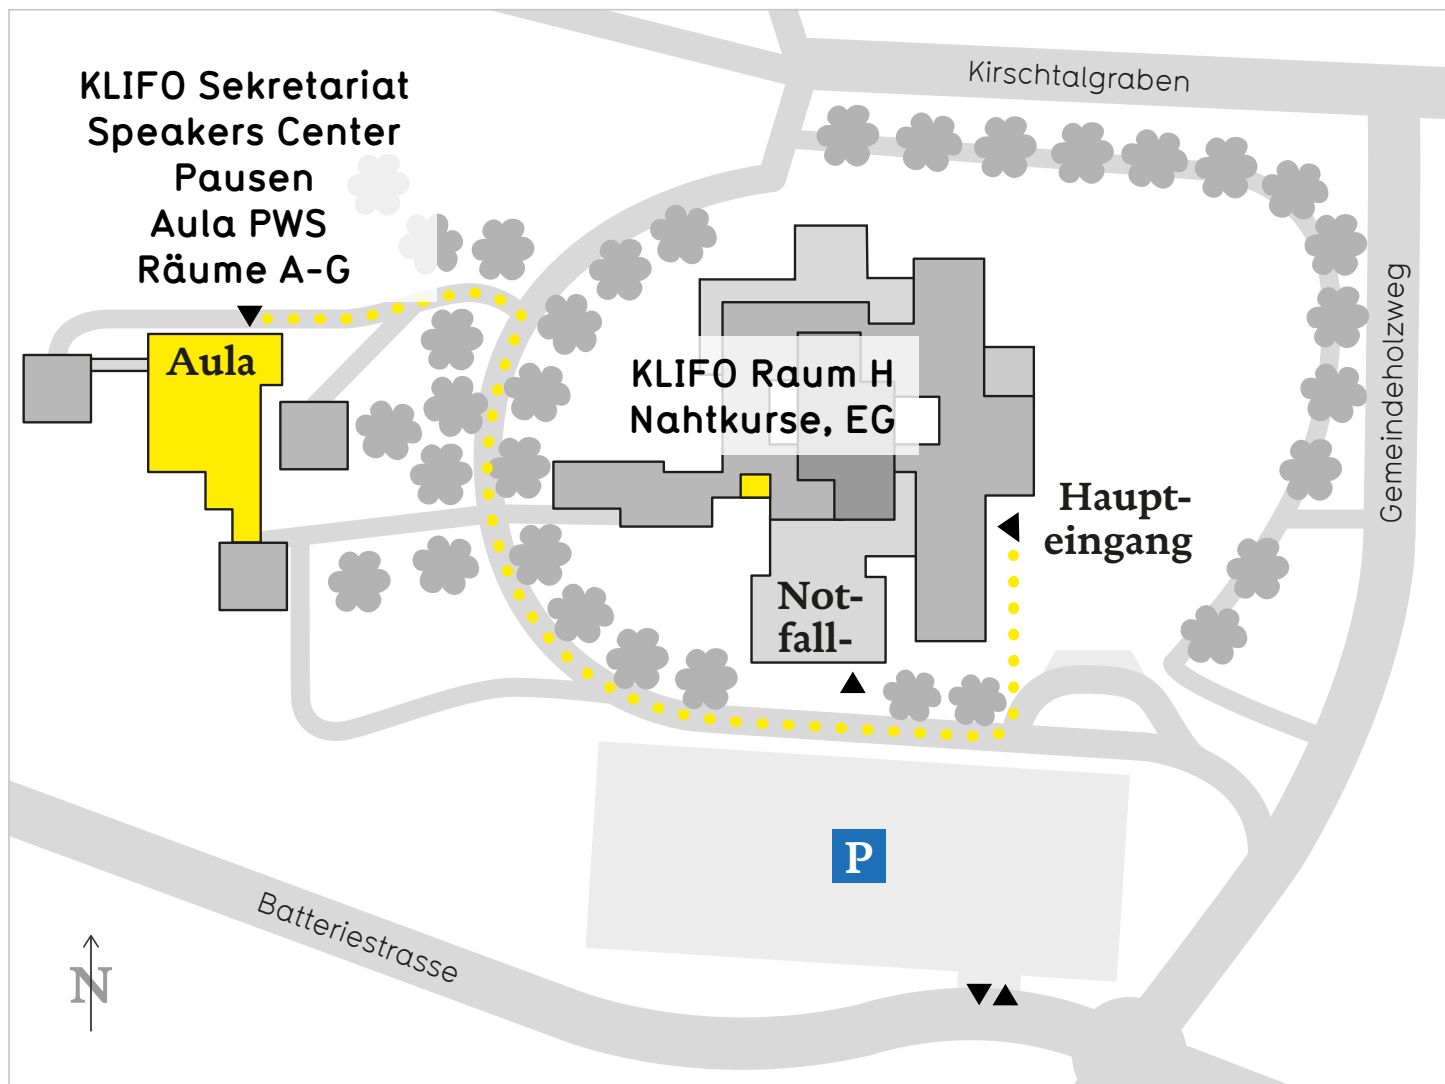 Kirschtalgraben
KLIFO Sekretariat
Speakers Center
Pausen
Aula PWS
Räume A-G
Aula
KLIFO Raum H
Nahtkurse, EG
Gemeindeholzweg
Haupt-
eingang
Not-
fall-
P
Batteriestrasse
N